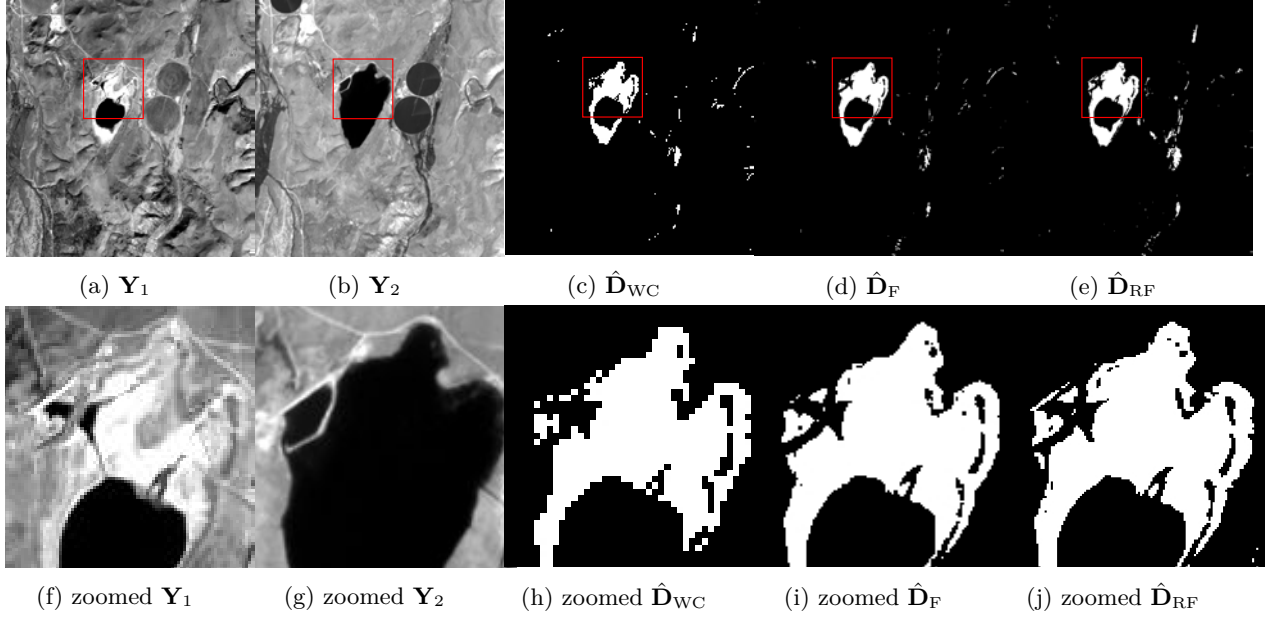 (a) Y₁ (b) Y₂ (c) D̂_WC (d) D̂_F (e) D̂_RF
(f) zoomed Y₁ (g) zoomed Y₂ (h) zoomed D̂_WC (i) zoomed D̂_F (j) zoomed D̂_RF